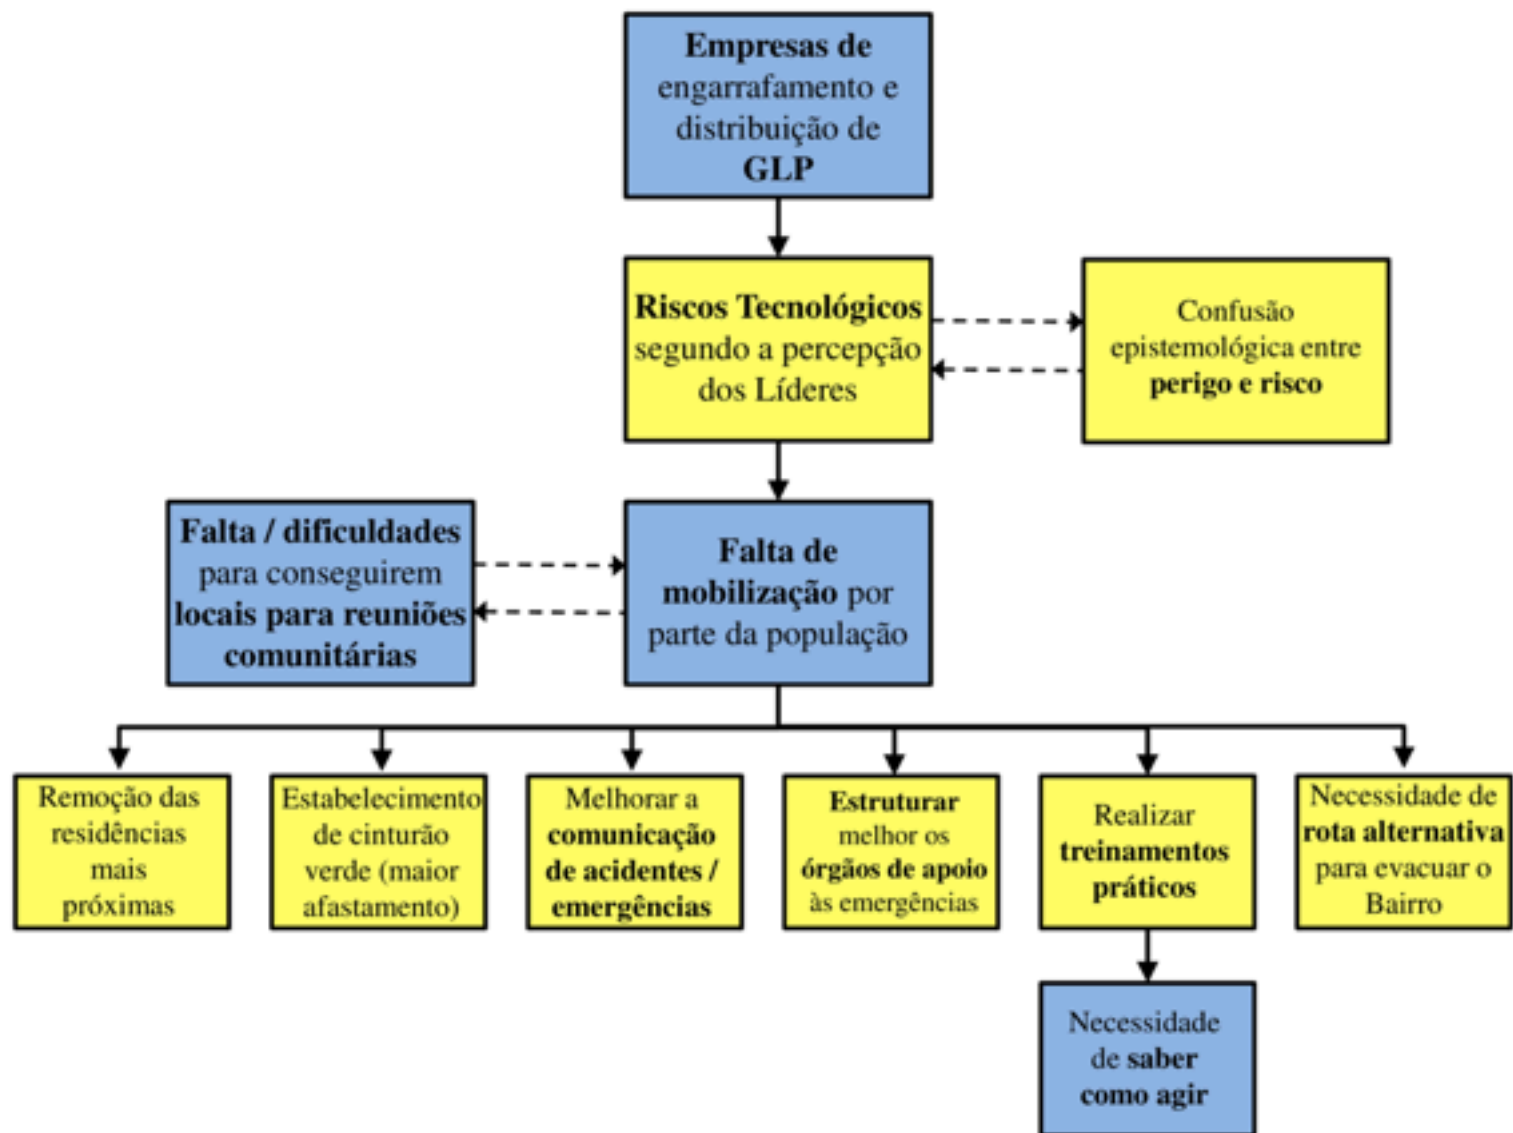 Empresas de
engarrafamento e
distribuição de
GLP
Riscos Tecnológicos
segundo a percepção
dos Líderes
Confusão
epistemológica entre
perigo e risco
Falta / dificuldades
para conseguirem
locais para reuniões
comunitárias
Falta de
mobilização por
parte da população
Remoção das
residências
mais
próximas
Estabelecimento
de cinturão
verde (maior
afastamento)
Melhorar a
comunicação
de acidentes /
emergências
Estruturar
melhor os
órgãos de apoio
às emergências
Realizar
treinamentos
práticos
Necessidade de
rota alternativa
para evacuar o
Bairro
Necessidade
de saber
como agir